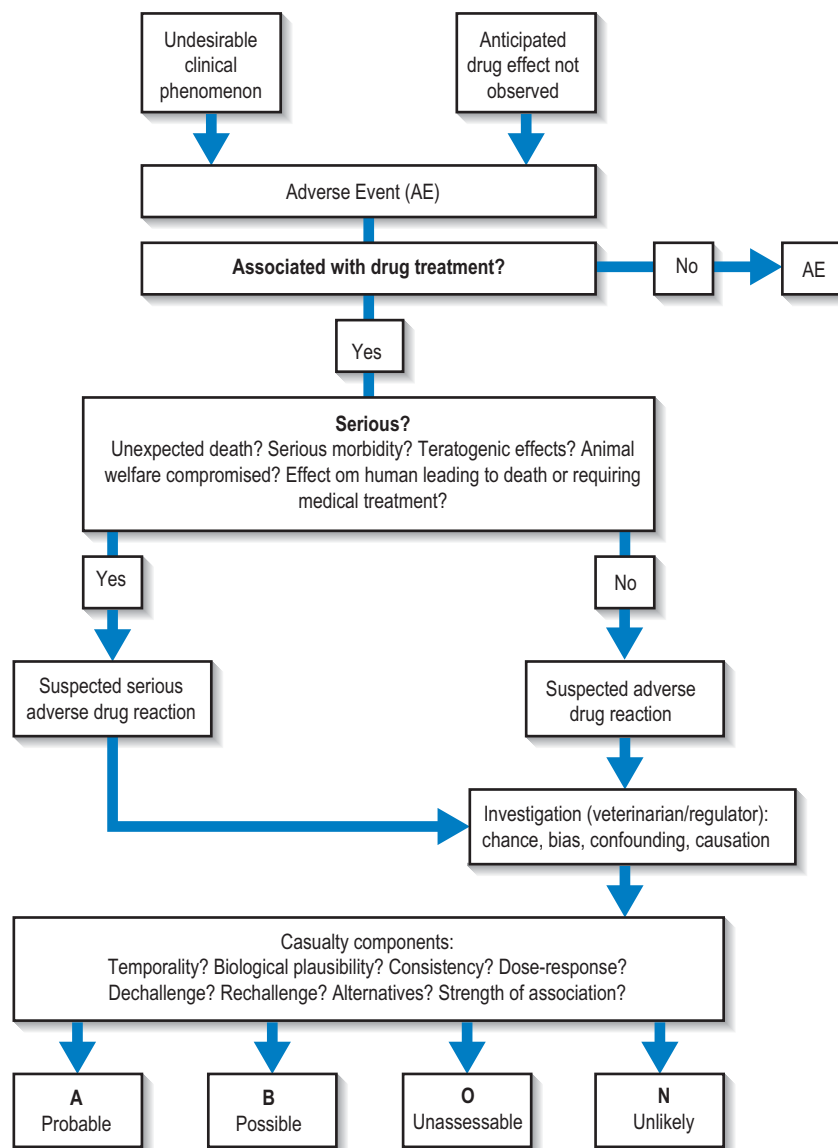 Undesirable
clinical
phenomenon
Anticipated
drug effect not
observed
Adverse Event (AE)
Associated with drug treatment?
No
AE
Yes
Serious?
Unexpected death? Serious morbidity? Teratogenic effects? Animal
welfare compromised? Effect om human leading to death or requiring
medical treatment?
Yes
No
Suspected serious
adverse drug reaction
Suspected adverse
drug reaction
Investigation (veterinarian/regulator):
chance, bias, confounding, causation
Casualty components:
Temporality? Biological plausibility? Consistency? Dose-response?
Dechallenge? Rechallenge? Alternatives? Strength of association?
A
Probable
B
Possible
O
Unassessable
N
Unlikely